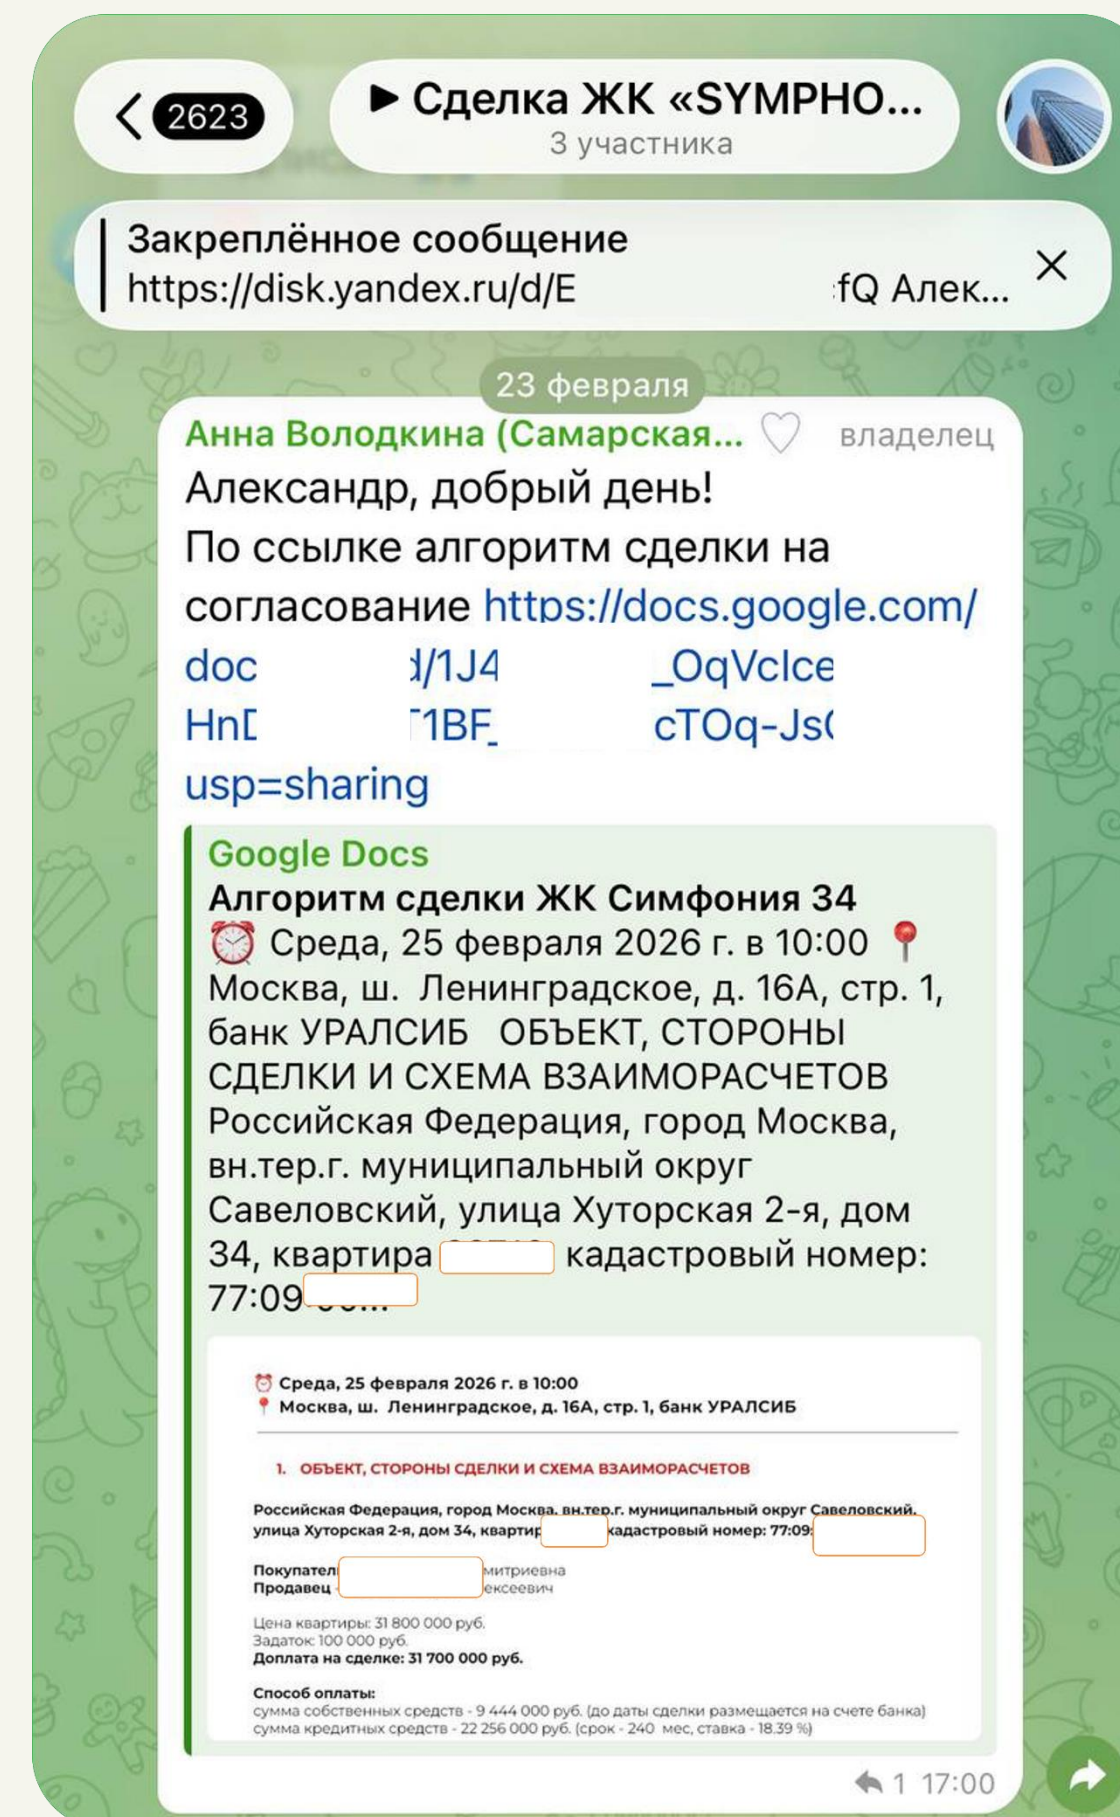 2623
▶ Сделка ЖК «SYMPHO...
3 участника
Закреплённое сообщение
https://disk.yandex.ru/d/E fQ Алек...
23 февраля
Анна Володкина (Самарская... владелец
Александр, добрый день!
По ссылке алгоритм сделки на
согласование https://docs.google.com/
doc d/1J4 _OqVcIce
Hn T1BF_ cTOq-Js
usp=sharing
Google Docs
Алгоритм сделки ЖК Симфония 34
⏰ Среда, 25 февраля 2026 г. в 10:00 📍
Москва, ш. Ленинградское, д. 16А, стр. 1,
банк УРАЛСИБ ОБЪЕКТ, СТОРОНЫ
СДЕЛКИ И СХЕМА ВЗАИМОРАСЧЕТОВ
Российская Федерация, город Москва,
вн.тер.г. муниципальный округ
Савеловский, улица Хуторская 2-я, дом
34, квартира кадастровый номер:
77:09
⏰ Среда, 25 февраля 2026 г. в 10:00
📍 Москва, ш. Ленинградское, д. 16А, стр. 1, банк УРАЛСИБ
1. ОБЪЕКТ, СТОРОНЫ СДЕЛКИ И СХЕМА ВЗАИМОРАСЧЕТОВ
Российская Федерация, город Москва, вн.тер.г. муниципальный округ Савеловский,
улица Хуторская 2-я, дом 34, квартир кадастровый номер: 77:09:
Покупател митриевна
Продавец ексеевич
Цена квартиры: 31 800 000 руб.
Задаток: 100 000 руб.
Доплата на сделке: 31 700 000 руб.
Способ оплаты:
сумма собственных средств - 9 444 000 руб. (до даты сделки размещается на счете банка)
сумма кредитных средств - 22 256 000 руб. (срок - 240 мес, ставка - 18.39 %)
1 17:00